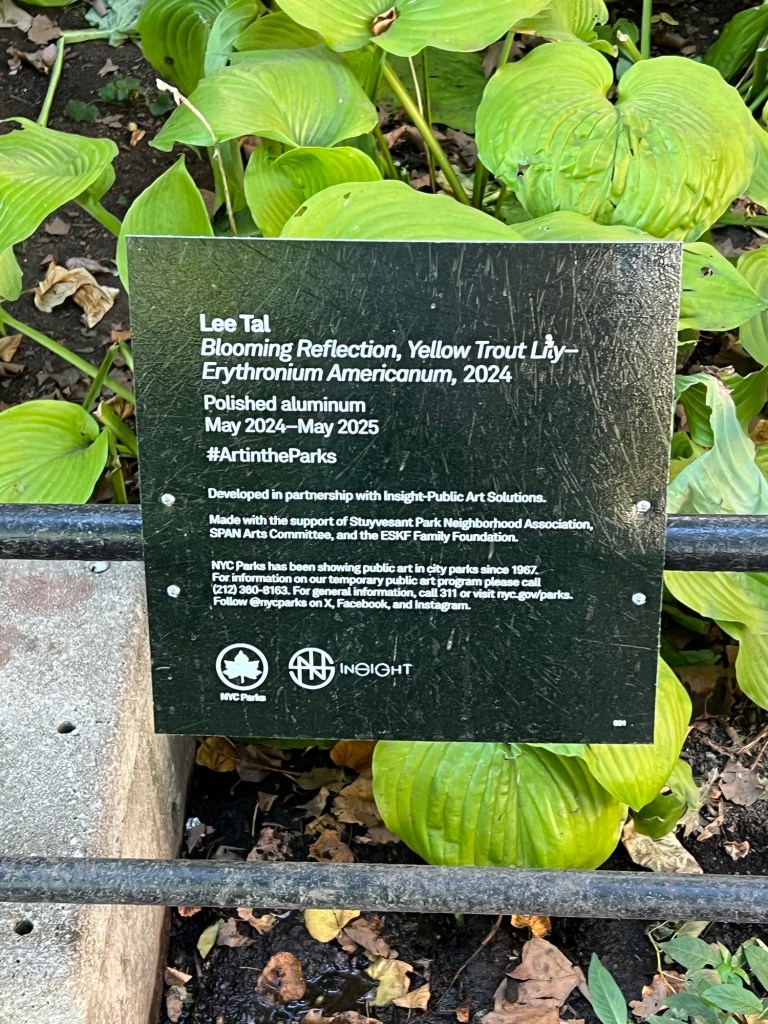 Lee Tal
Blooming Reflection, Yellow Trout Lily—
Erythronium Americanum, 2024
Polished aluminum
May 2024—May 2025
#ArtintheParks
Developed in partnership with Insight-Public Art Solutions.
Made with the support of Stuyvesant Park Neighborhood Association,
SPAN Arts Committee, and the ESKF Family Foundation.
NYC Parks has been showing public art in city parks since 1967.
For information on our temporary public art program please call
(212) 360-8163. For general information, call 311 or visit nyc.gov/parks.
Follow @nycparks on X, Facebook, and Instagram.
NYC Parks
INSIGHT